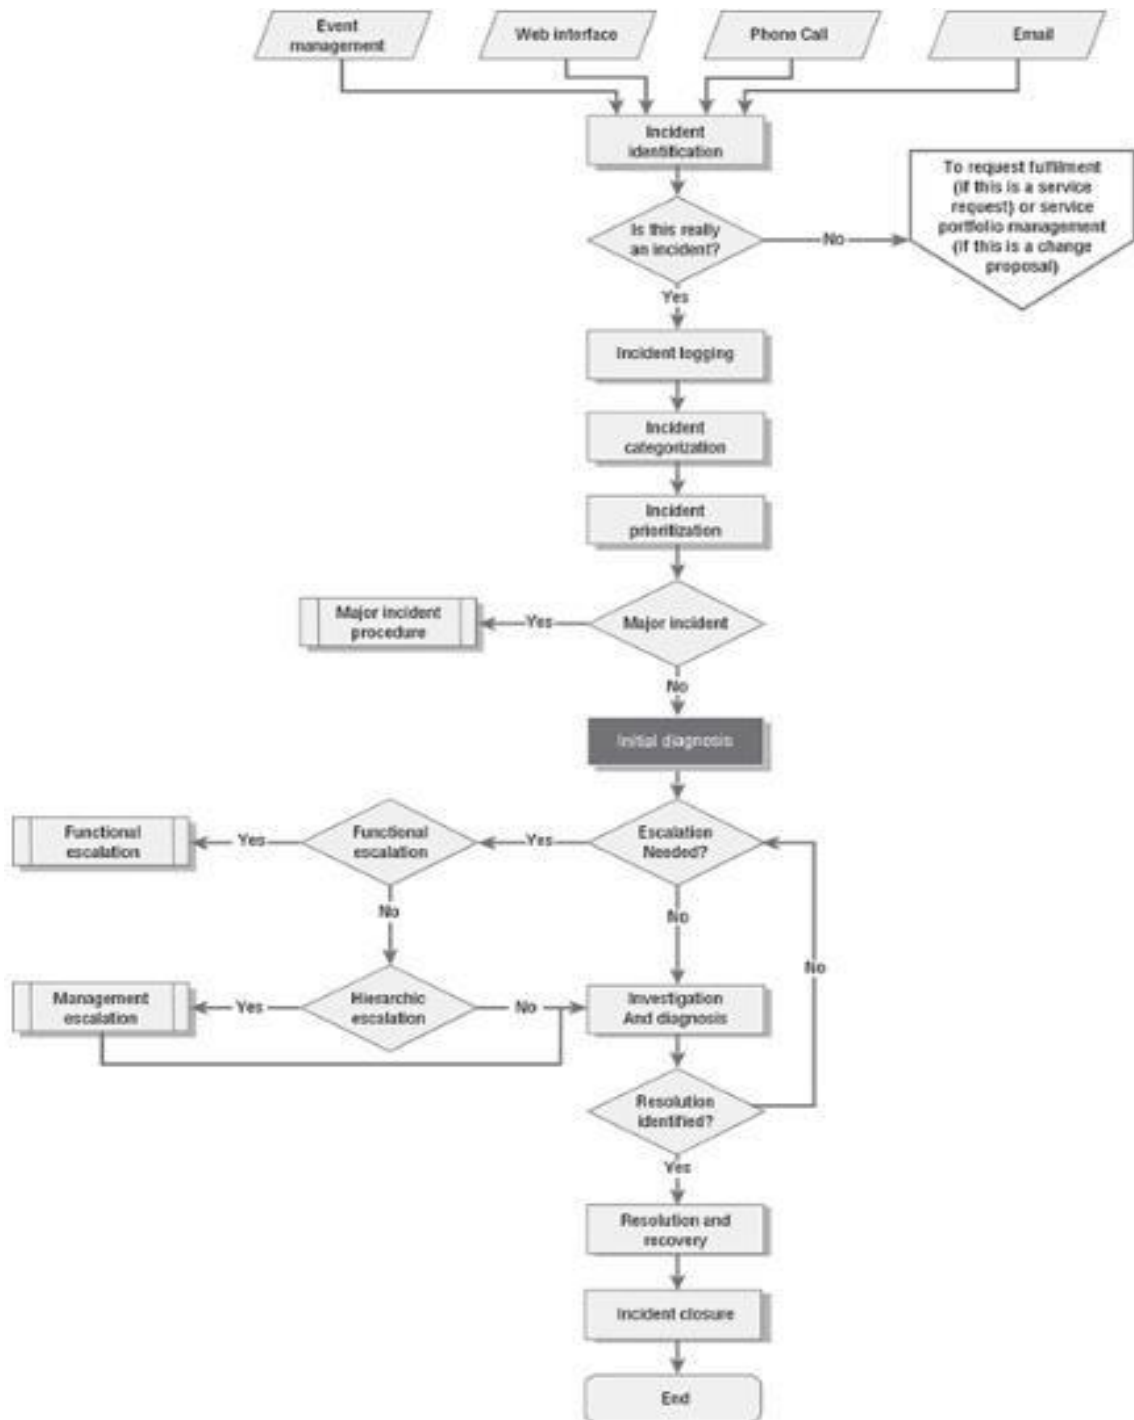 Event
management
Web interface
Phone Call
Email
Incident
identification
To request fulfilment
(if this is a service
request) or service
portfolio management
(if this is a change
proposal)
Is this really
an incident?
No
Yes
Incident logging
Incident
categorization
Incident
prioritization
Major incident
procedure
Yes
Major incident
No
Initial diagnosis
Functional
escalation
Yes
Functional
escalation
Yes
Escalation
Needed?
No
No
No
Management
escalation
Yes
Hierarchic
escalation
No
Investigation
And diagnosis
Resolution
identified?
Yes
Resolution and
recovery
Incident closure
End